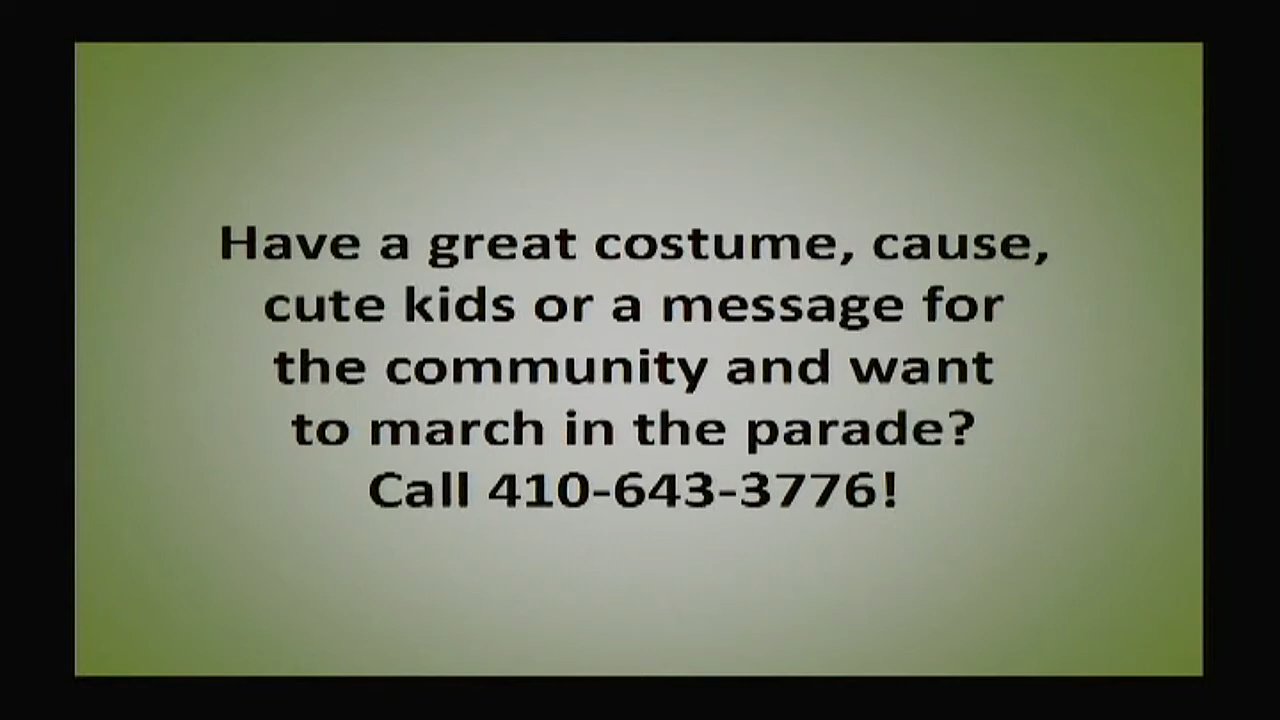 Have a great costume, cause,
cute kids or a message for
the community and want
to march in the parade?
Call 410-643-3776!